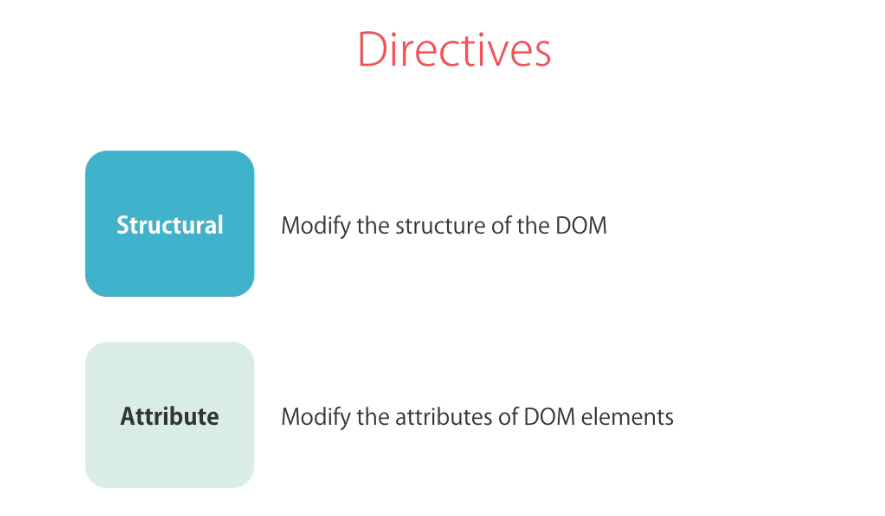 Directives
Structural
Modify the structure of the DOM
Attribute
Modify the attributes of DOM elements